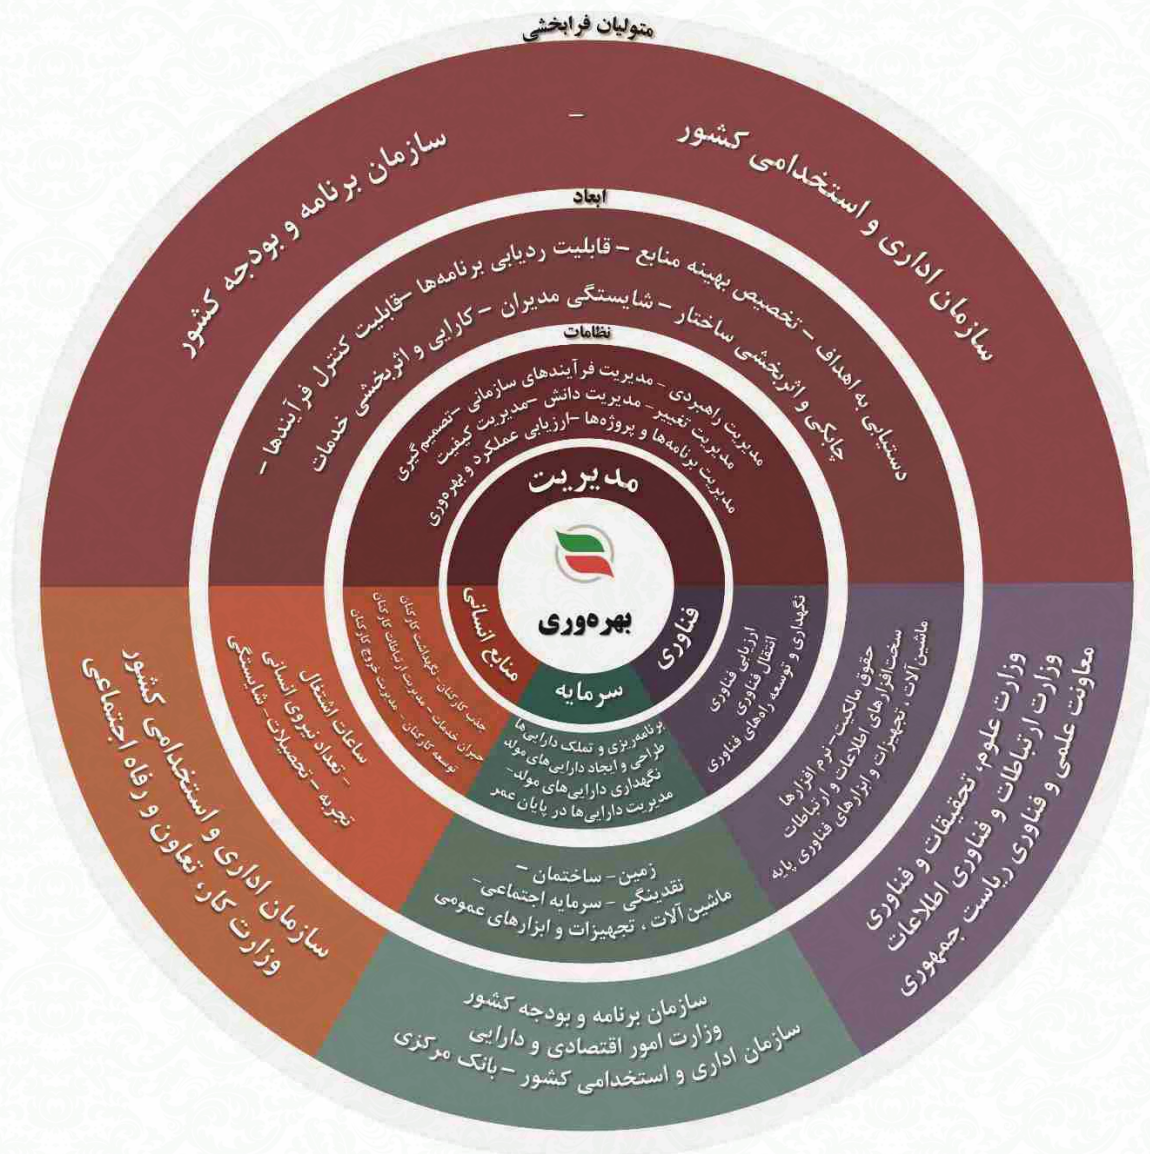 متولیان فرابخشی
سازمان اداری و استخدامی کشور
–
سازمان برنامه و بودجه کشور
ابعاد
دستیابی به اهداف – تخصیص بهینه منابع – قابلیت ردیابی برنامه‌ها – قابلیت کنترل فرآیندها –
چابکی و اثربخشی ساختار – شایستگی مدیران – کارایی و اثربخشی خدمات
نظامات
مدیریت راهبردی – مدیریت فرآیندهای سازمانی – تصمیم‌گیری
مدیریت تغییر – مدیریت دانش – مدیریت کیفیت
مدیریت برنامه‌ها و پروژه‌ها – ارزیابی عملکرد و بهره‌وری
مدیریت
بهره‌وری
فناوری
ارزیابی فناوری
انتقال فناوری
نگهداری و توسعه راه‌های فناوری
حقوق مالکیت – نرم افزارها
سخت‌افزارهای اطلاعات و ارتباطات
ماشین‌آلات ، تجهیزات و ابزارهای فناوری پایه
وزارت علوم، تحقیقات و فناوری
وزارت ارتباطات و فناوری اطلاعات
معاونت علمی و فناوری ریاست جمهوری
سرمایه
برنامه‌ریزی و تملک دارایی‌ها
طراحی و ایجاد دارایی‌های مولد
نگهداری دارایی‌های مولد –
مدیریت دارایی‌ها در پایان عمر
زمین – ساختمان –
نقدینگی – سرمایه اجتماعی –
ماشین‌آلات ، تجهیزات و ابزارهای عمومی
سازمان برنامه و بودجه کشور
وزارت امور اقتصادی و دارایی
سازمان اداری و استخدامی کشور – بانک مرکزی
منابع انسانی
جذب کارکنان – نگهداشت کارکنان
جبران خدمات – مدیریت ارتباطات کارکنان
توسعه کارکنان – مدیریت خروج کارکنان
ساعات اشتغال
– تعداد نیروی انسانی
تجربه – تحصیلات – شایستگی
سازمان اداری و استخدامی کشور
وزارت کار، تعاون و رفاه اجتماعی